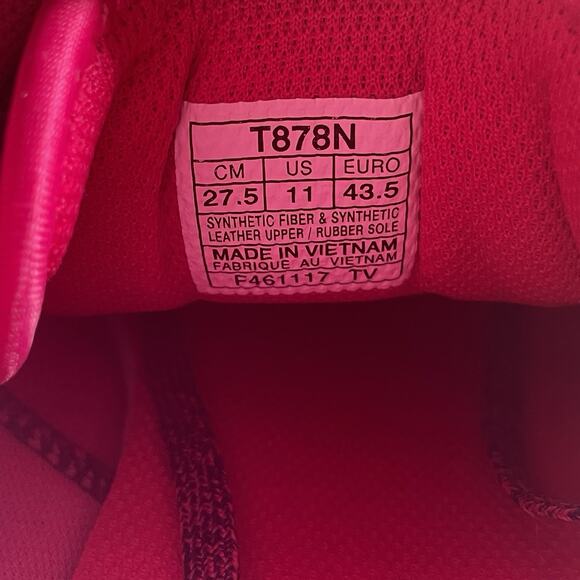 T878N
CM US EURO
27.5 11 43.5
SYNTHETIC FIBER & SYNTHETIC
LEATHER UPPER / RUBBER SOLE
MADE IN VIETNAM
FABRIQUE AU VIETNAM
F461117 TV